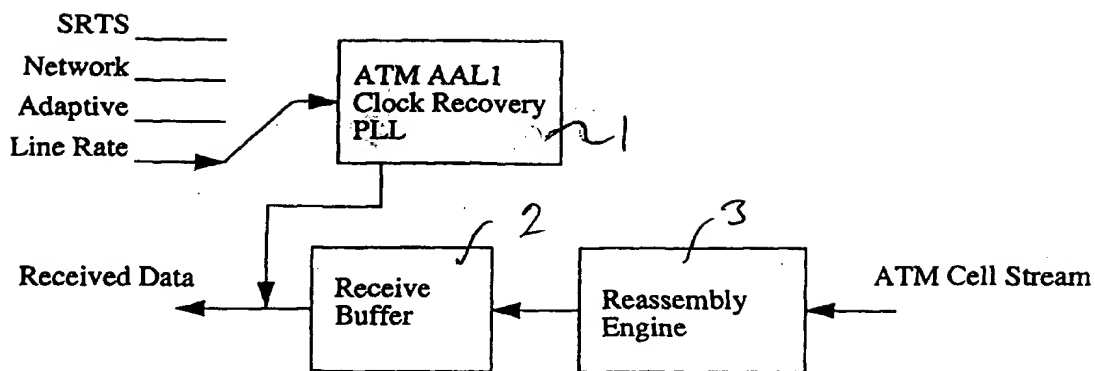 SRTS
Network
Adaptive
Line Rate
ATM AAL1
Clock Recovery
PLL
1
2
3
Received Data
Receive
Buffer
Reassembly
Engine
ATM Cell Stream